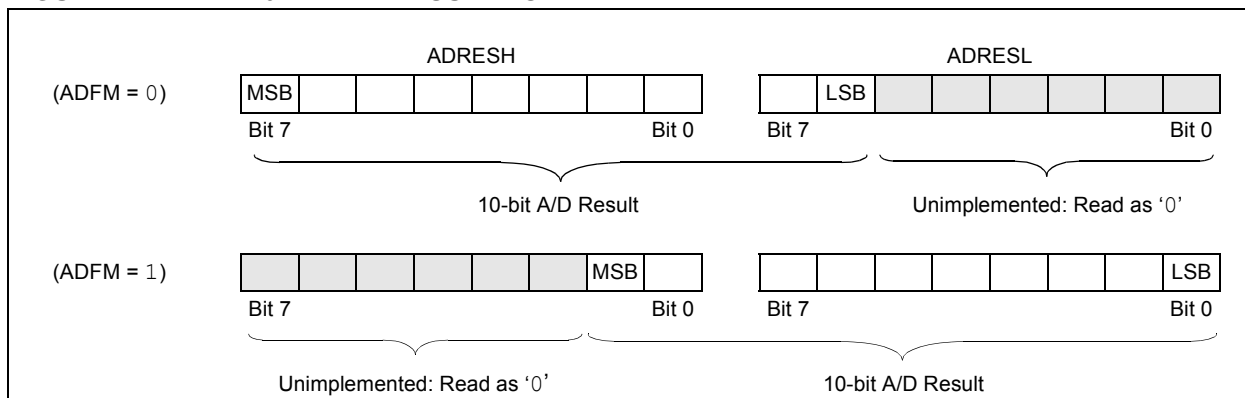 ADRESH ADRESL
(ADFM = 0) MSB LSB
Bit 7 Bit 0 Bit 7 Bit 0
10-bit A/D Result Unimplemented: Read as ‘0’
(ADFM = 1) MSB LSB
Bit 7 Bit 0 Bit 7 Bit 0
Unimplemented: Read as ‘0’ 10-bit A/D Result